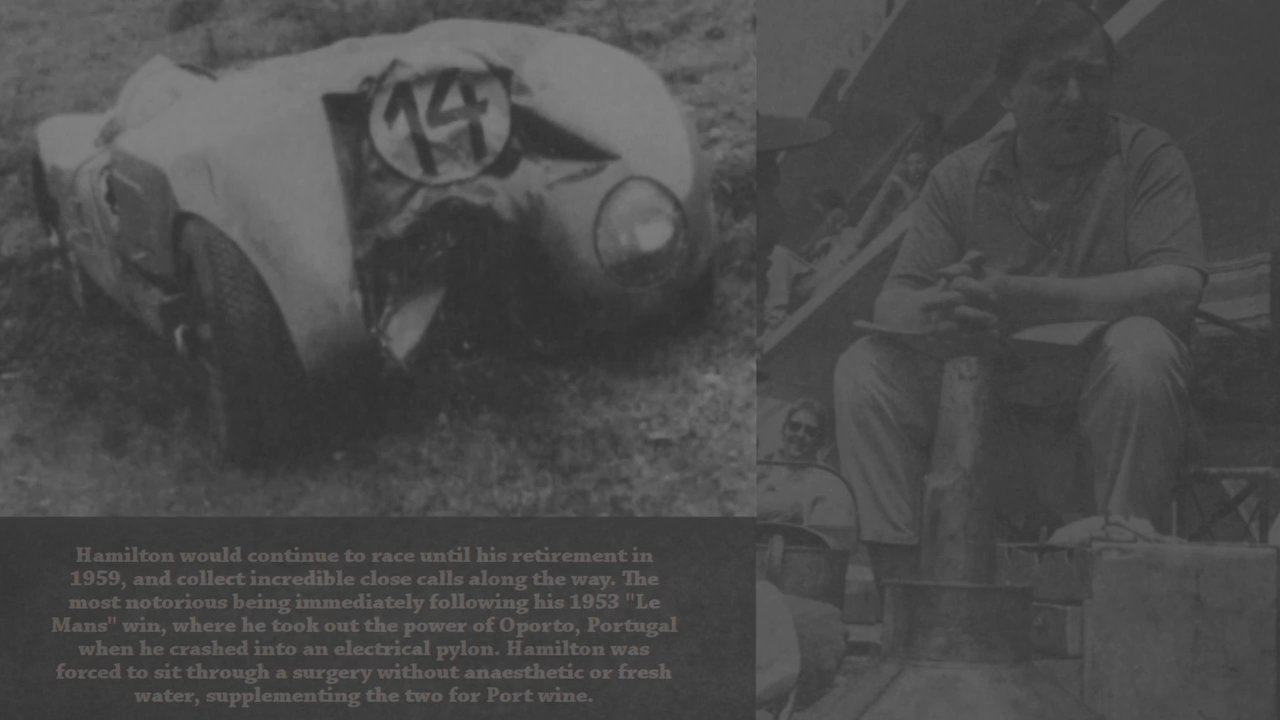 14
Hamilton would continue to race until his retirement in
1959, and collect incredible close calls along the way. The
most notorious being immediately following his 1953 "Le
Mans" win, where he took out the power of Oporto, Portugal
when he crashed into an electrical pylon. Hamilton was
forced to sit through a surgery without anaesthetic or fresh
water, supplementing the two for Port wine.